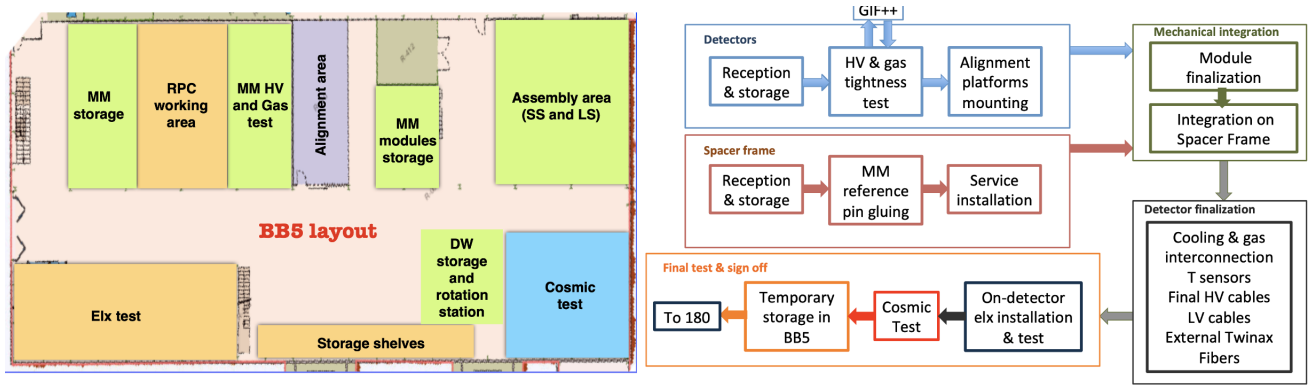 MM
storage
RPC
working
area
MM HV
and Gas
test
Alignment area
R-412
MM
modules
storage
Assembly area
(SS and LS)
BB5 layout
DW
storage
and
rotation
station
Cosmic
test
Elx test
Storage shelves
GIF++
Detectors
Reception
& storage
HV & gas
tightness
test
Alignment
platforms
mounting
Mechanical integration
Module
finalization
Integration on
Spacer Frame
Spacer frame
Reception
& storage
MM
reference
pin gluing
Service
installation
Detector finalization
Cooling & gas
interconnection
T sensors
Final HV cables
LV cables
External Twinax
Fibers
Final test & sign off
To 180
Temporary
storage in
BB5
Cosmic
Test
On-detector
elx installation
& test